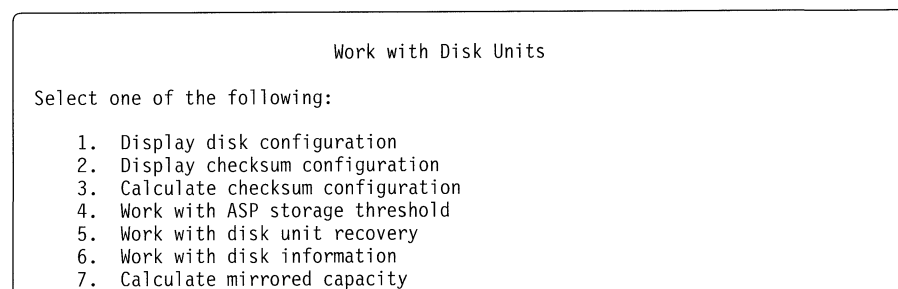 Work with Disk Units
Select one of the following:
1. Display disk configuration
2. Display checksum configuration
3. Calculate checksum configuration
4. Work with ASP storage threshold
5. Work with disk unit recovery
6. Work with disk information
7. Calculate mirrored capacity